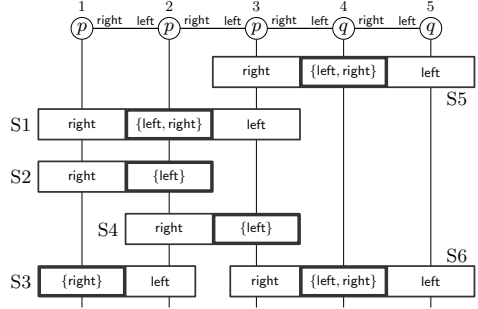 1 2 3 4 5
p right left p right left p right left q right left q
right {left, right} left
S5
S1 right {left, right} left
S2 right {left}
S4 right {left}
S6
S3 {right} left right {left, right} left